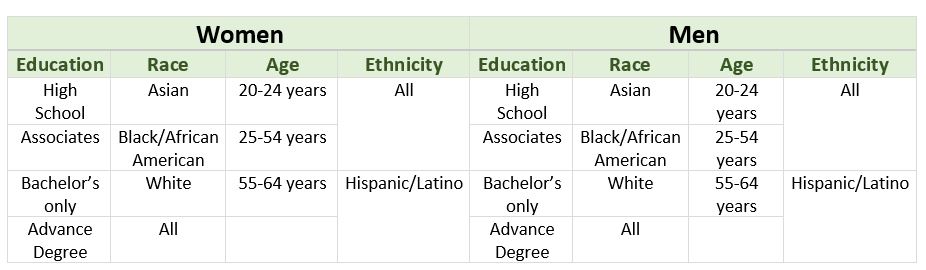 Women Men
Education Race Age Ethnicity Education Race Age Ethnicity
High Asian 20-24 years All High Asian 20-24 All
School School years
Associates Black/African 25-54 years Associates Black/African 25-54
American American years
Bachelor's White 55-64 years Hispanic/Latino Bachelor's White 55-64 Hispanic/Latino
only only years
Advance All Advance All
Degree Degree